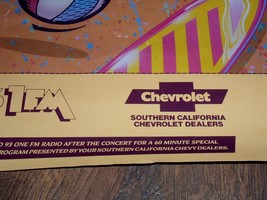 Chevrolet
SOUTHERN CALIFORNIA
CHEVROLET DEALERS
93 ONE FM RADIO AFTER THE CONCERT FOR A 60 MINUTE SPECIAL
PROGRAM PRESENTED BY YOUR SOUTHERN CALIFORNIA CHEVY DEALERS.